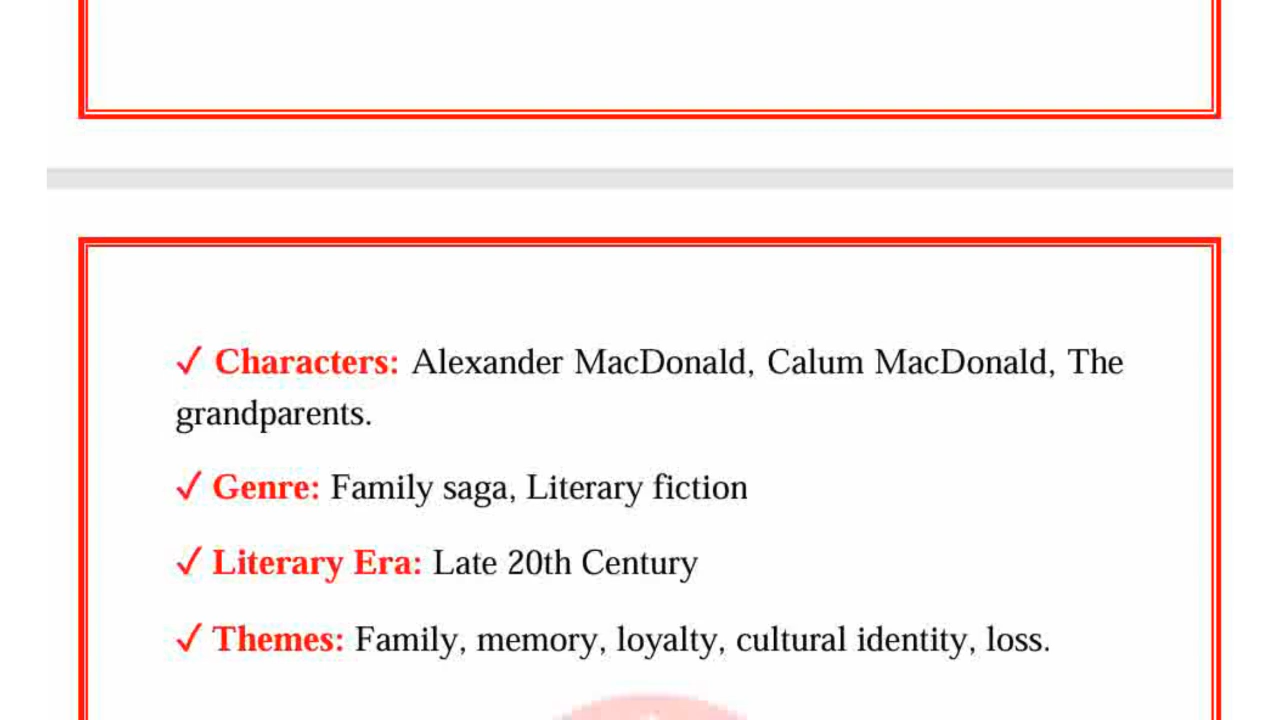 ✓ Characters: Alexander MacDonald, Calum MacDonald, The
grandparents.
✓ Genre: Family saga, Literary fiction
✓ Literary Era: Late 20th Century
✓ Themes: Family, memory, loyalty, cultural identity, loss.